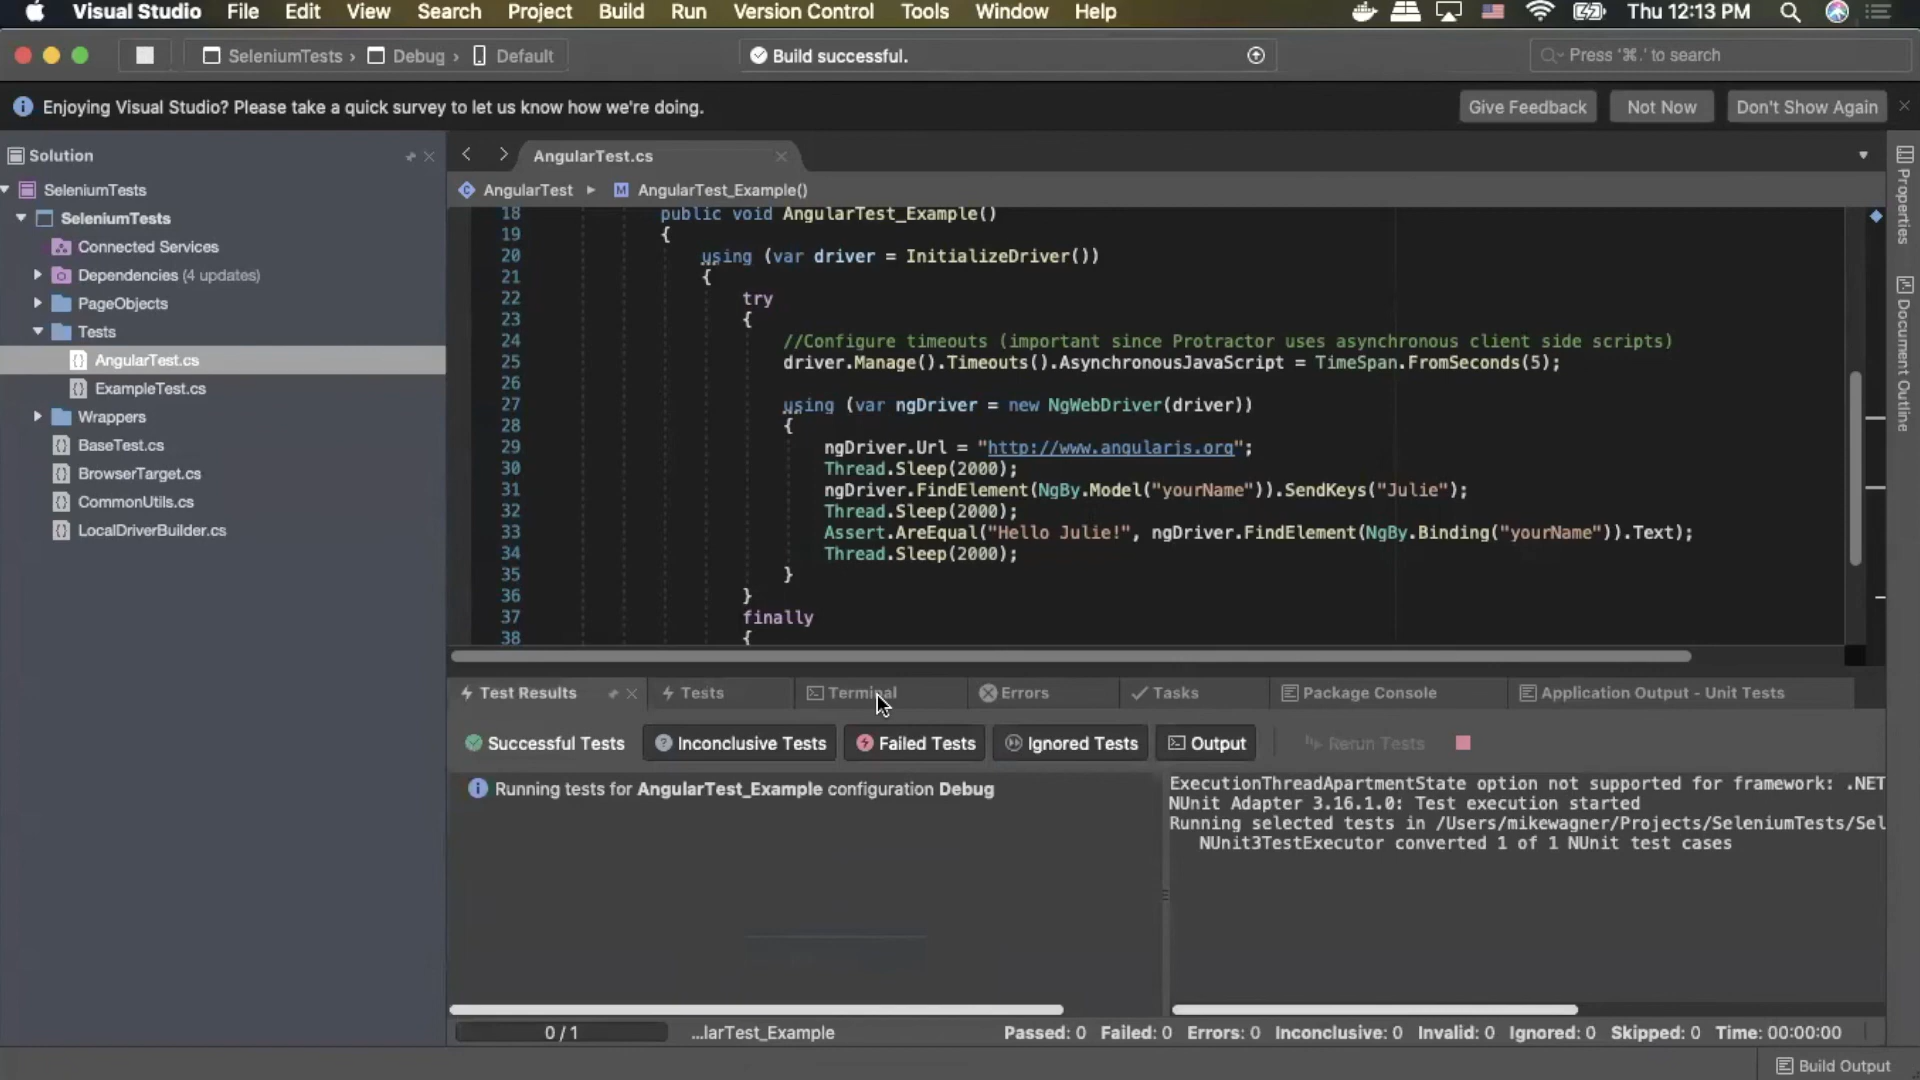 Visual Studio File Edit View Search Project Build Run Version Control Tools Window Help Thu 12:13 PM
SeleniumTests › Debug › Default Build successful. Press '⌘.' to search
Enjoying Visual Studio? Please take a quick survey to let us know how we're doing. Give Feedback Not Now Don't Show Again
Solution
SeleniumTests
SeleniumTests
Connected Services
Dependencies (4 updates)
PageObjects
Tests
AngularTest.cs
ExampleTest.cs
Wrappers
BaseTest.cs
BrowserTarget.cs
CommonUtils.cs
LocalDriverBuilder.cs
AngularTest.cs
AngularTest ▸ M AngularTest_Example()
18 public void AngularTest_Example()
19 {
20 using (var driver = InitializeDriver())
21 {
22 try
23 {
24 //Configure timeouts (important since Protractor uses asynchronous client side scripts)
25 driver.Manage().Timeouts().AsynchronousJavaScript = TimeSpan.FromSeconds(5);
26
27 using (var ngDriver = new NgWebDriver(driver))
28 {
29 ngDriver.Url = "http://www.angularjs.org";
30 Thread.Sleep(2000);
31 ngDriver.FindElement(NgBy.Model("yourName")).SendKeys("Julie");
32 Thread.Sleep(2000);
33 Assert.AreEqual("Hello Julie!", ngDriver.FindElement(NgBy.Binding("yourName")).Text);
34 Thread.Sleep(2000);
35 }
36 }
37 finally
38 {
Properties
Document Outline
Test Results Tests Terminal Errors Tasks Package Console Application Output - Unit Tests
Successful Tests Inconclusive Tests Failed Tests Ignored Tests Output Rerun Tests
Running tests for AngularTest_Example configuration Debug
ExecutionThreadApartmentState option not supported for framework: .NET
NUnit Adapter 3.16.1.0: Test execution started
Running selected tests in /Users/mikewagner/Projects/SeleniumTests/Sel
NUnit3TestExecutor converted 1 of 1 NUnit test cases
0 / 1 ...larTest_Example Passed: 0 Failed: 0 Errors: 0 Inconclusive: 0 Invalid: 0 Ignored: 0 Skipped: 0 Time: 00:00:00
Build Output